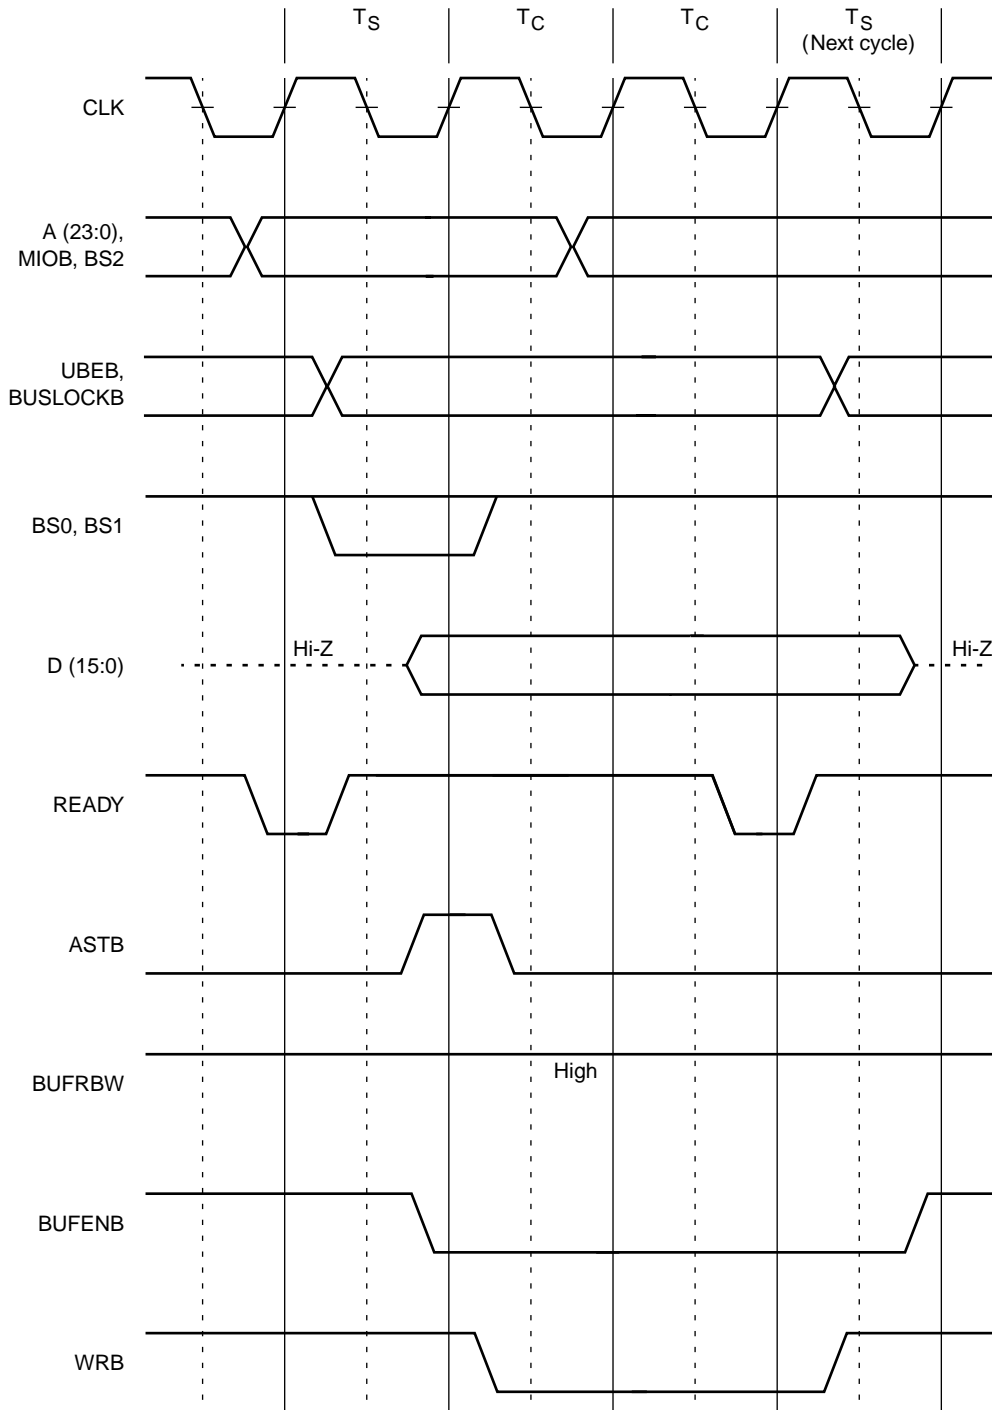 TS TC TC TS
(Next cycle)
CLK
A (23:0),
MIOB, BS2
UBEB,
BUSLOCKB
BS0, BS1
D (15:0) Hi-Z Hi-Z
READY
ASTB
BUFRBW High
BUFENB
WRB